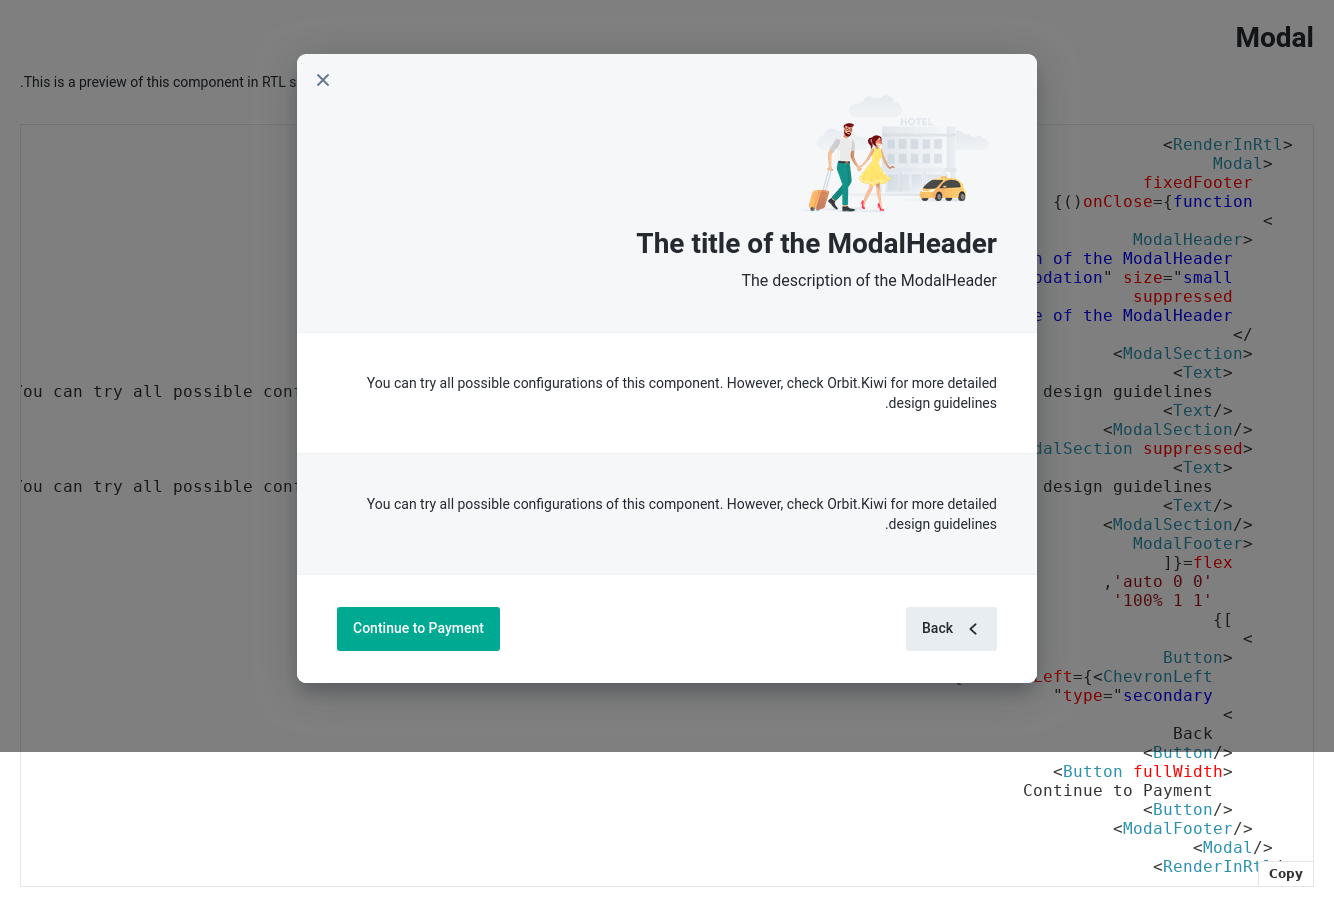 Modal
.This is a preview of this component in RTL s
HOTEL
The title of the ModalHeader
The description of the ModalHeader
You can try all possible configurations of this component. However, check Orbit.Kiwi for more detailed
.design guidelines
You can try all possible configurations of this component. However, check Orbit.Kiwi for more detailed
.design guidelines
Continue to Payment
Back
<RenderInRtl>
Modal>
fixedFooter
{()onClose={function
<
ModalHeader>
of the ModalHeader
size="small
suppressed
of the ModalHeader
</
<ModalSection>
<Text>
ou can try all possible design guidelines
<Text/>
<ModalSection/>
suppressed>
<Text>
ou can try all possible design guidelines
<Text/>
<ModalSection/>
ModalFooter>
]}=flex
,'auto 0 0'
'100% 1 1'
{[
<
Button>
={<ChevronLeft
"type="secondary
<
Back
<Button/>
<Button fullWidth>
Continue to Payment
<Button/>
<ModalFooter/>
<Modal/>
<RenderInRt
Copy